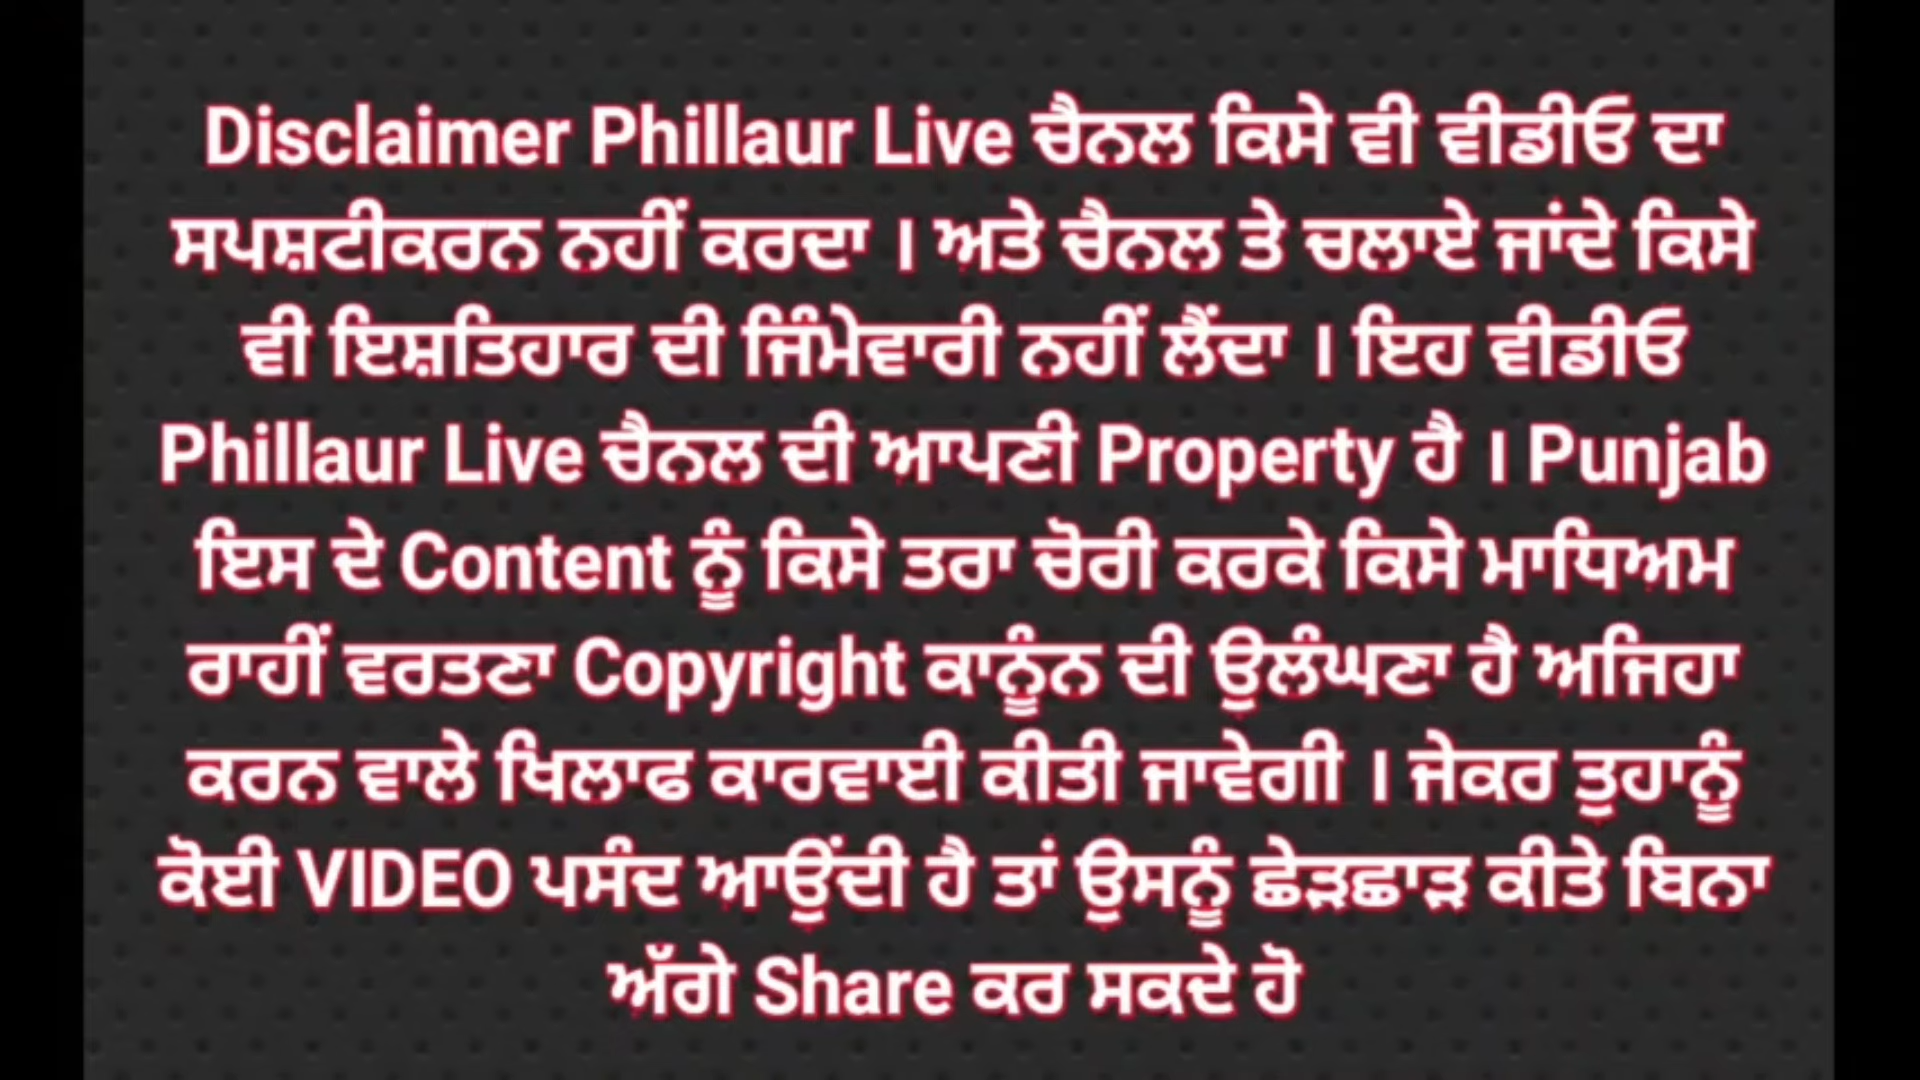 Disclaimer Phillaur Live ਚੈਨਲ ਕਿਸੇ ਵੀ ਵੀਡੀਓ ਦਾ
ਸਪਸ਼ਟੀਕਰਨ ਨਹੀਂ ਕਰਦਾ । ਅਤੇ ਚੈਨਲ ਤੇ ਚਲਾਏ ਜਾਂਦੇ ਕਿਸੇ
ਵੀ ਇਸ਼ਤਿਹਾਰ ਦੀ ਜਿੰਮੇਵਾਰੀ ਨਹੀਂ ਲੈਂਦਾ । ਇਹ ਵੀਡੀਓ
Phillaur Live ਚੈਨਲ ਦੀ ਆਪਣੀ Property ਹੈ । Punjab
ਇਸ ਦੇ Content ਨੂੰ ਕਿਸੇ ਤਰਾ ਚੋਰੀ ਕਰਕੇ ਕਿਸੇ ਮਾਧਿਅਮ
ਰਾਹੀਂ ਵਰਤਣਾ Copyright ਕਾਨੂੰਨ ਦੀ ਉਲੰਘਣਾ ਹੈ ਅਜਿਹਾ
ਕਰਨ ਵਾਲੇ ਖਿਲਾਫ ਕਾਰਵਾਈ ਕੀਤੀ ਜਾਵੇਗੀ । ਜੇਕਰ ਤੁਹਾਨੂੰ
ਕੋਈ VIDEO ਪਸੰਦ ਆਉਂਦੀ ਹੈ ਤਾਂ ਉਸਨੂੰ ਛੇੜਛਾੜ ਕੀਤੇ ਬਿਨਾ
ਅੱਗੇ Share ਕਰ ਸਕਦੇ ਹੋ